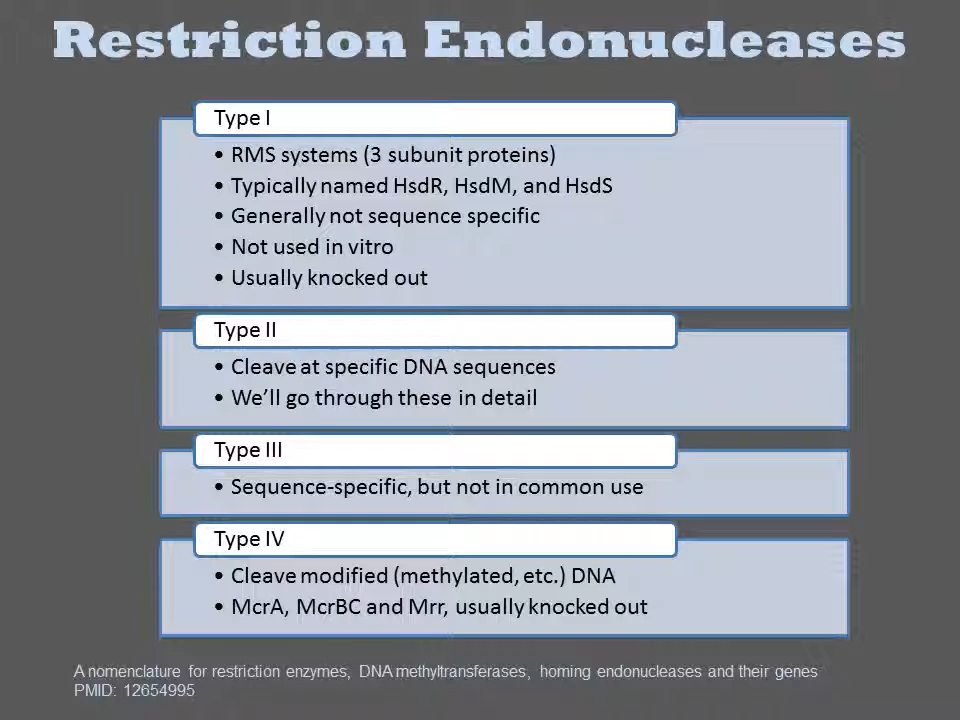 Restriction Endonucleases
Type I
• RMS systems (3 subunit proteins)
• Typically named HsdR, HsdM, and HsdS
• Generally not sequence specific
• Not used in vitro
• Usually knocked out
Type II
• Cleave at specific DNA sequences
• We’ll go through these in detail
Type III
• Sequence-specific, but not in common use
Type IV
• Cleave modified (methylated, etc.) DNA
• McrA, McrBC and Mrr, usually knocked out
A nomenclature for restriction enzymes, DNA methyltransferases, homing endonucleases and their genes
PMID: 12654995